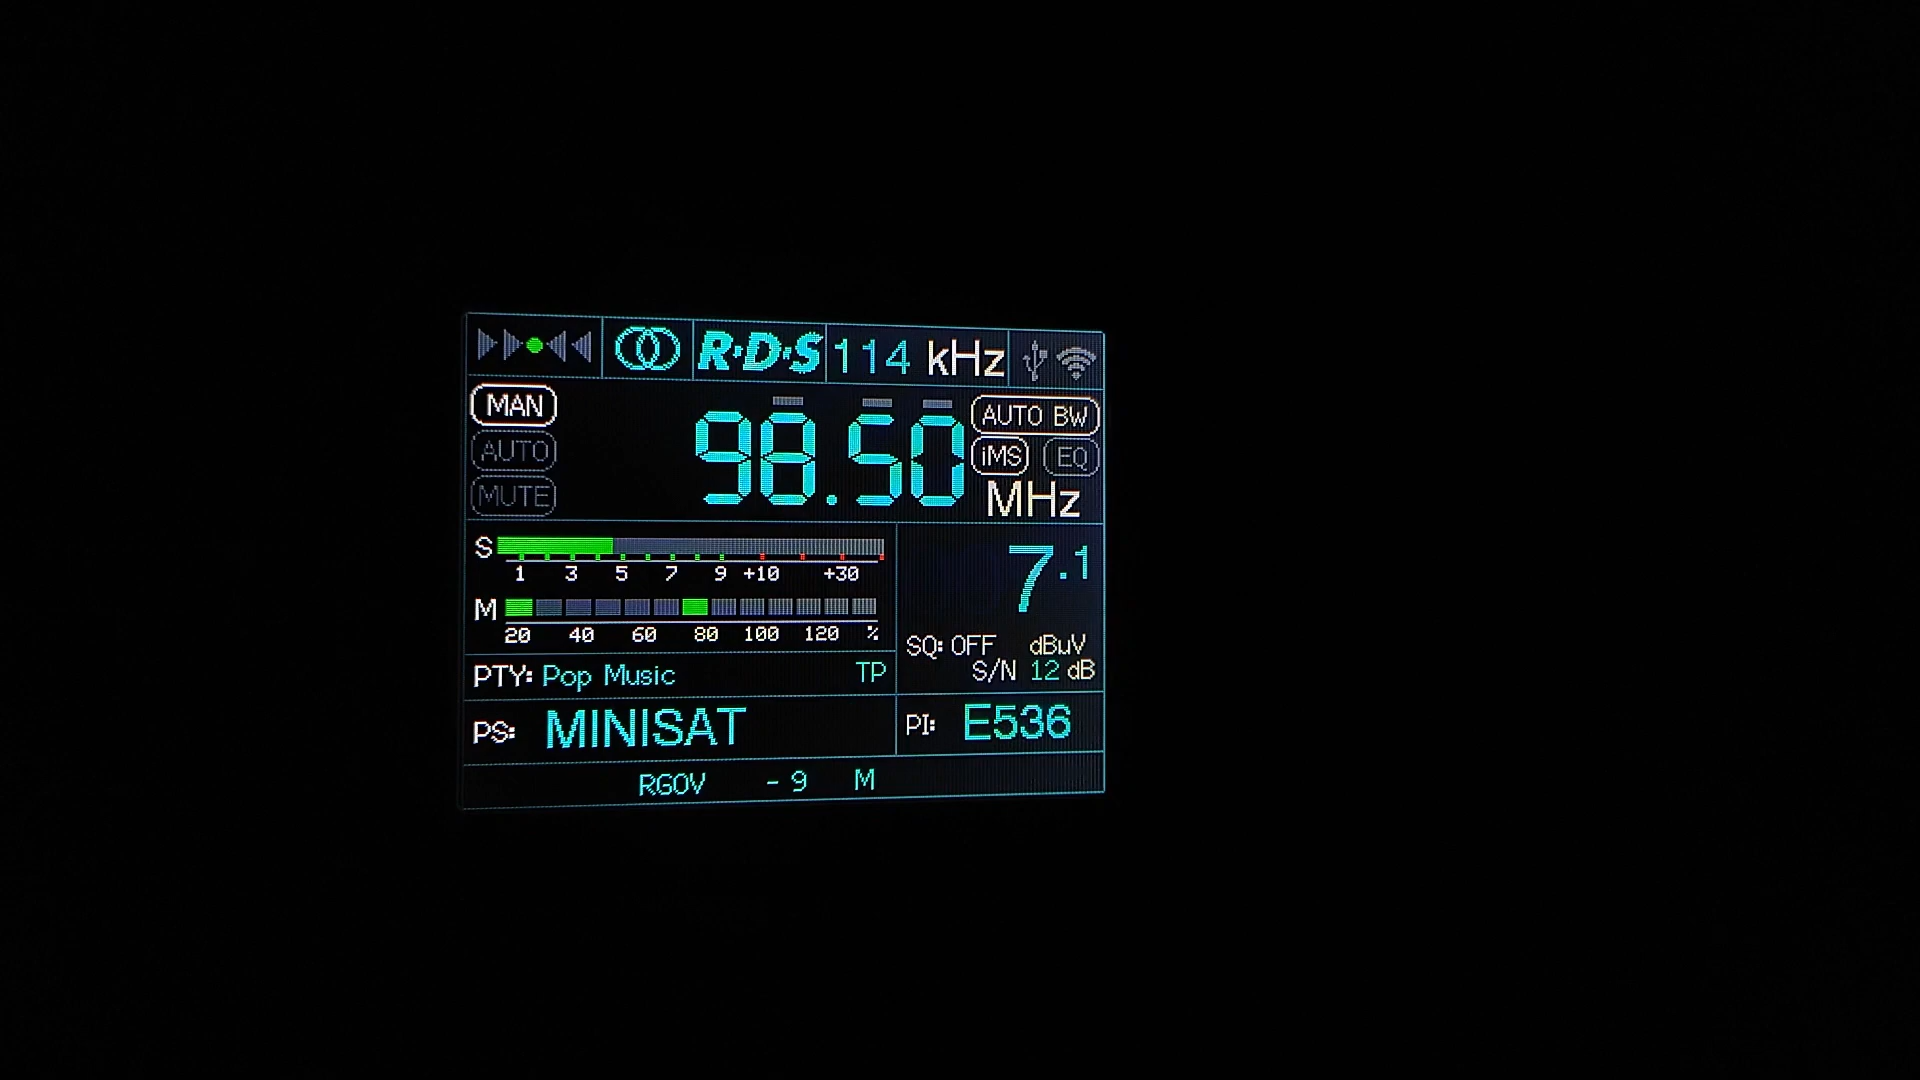 R·D·S 114 kHz
MAN
AUTO
MUTE
98.50
AUTO BW
iMS EQ
MHz
S
1 3 5 7 9 +10 +30
M
20 40 60 80 100 120 %
7.1
SQ: OFF dBµV
S/N 12 dB
PTY: Pop Music TP
PS: MINISAT
PI: E536
RGOV - 9 M